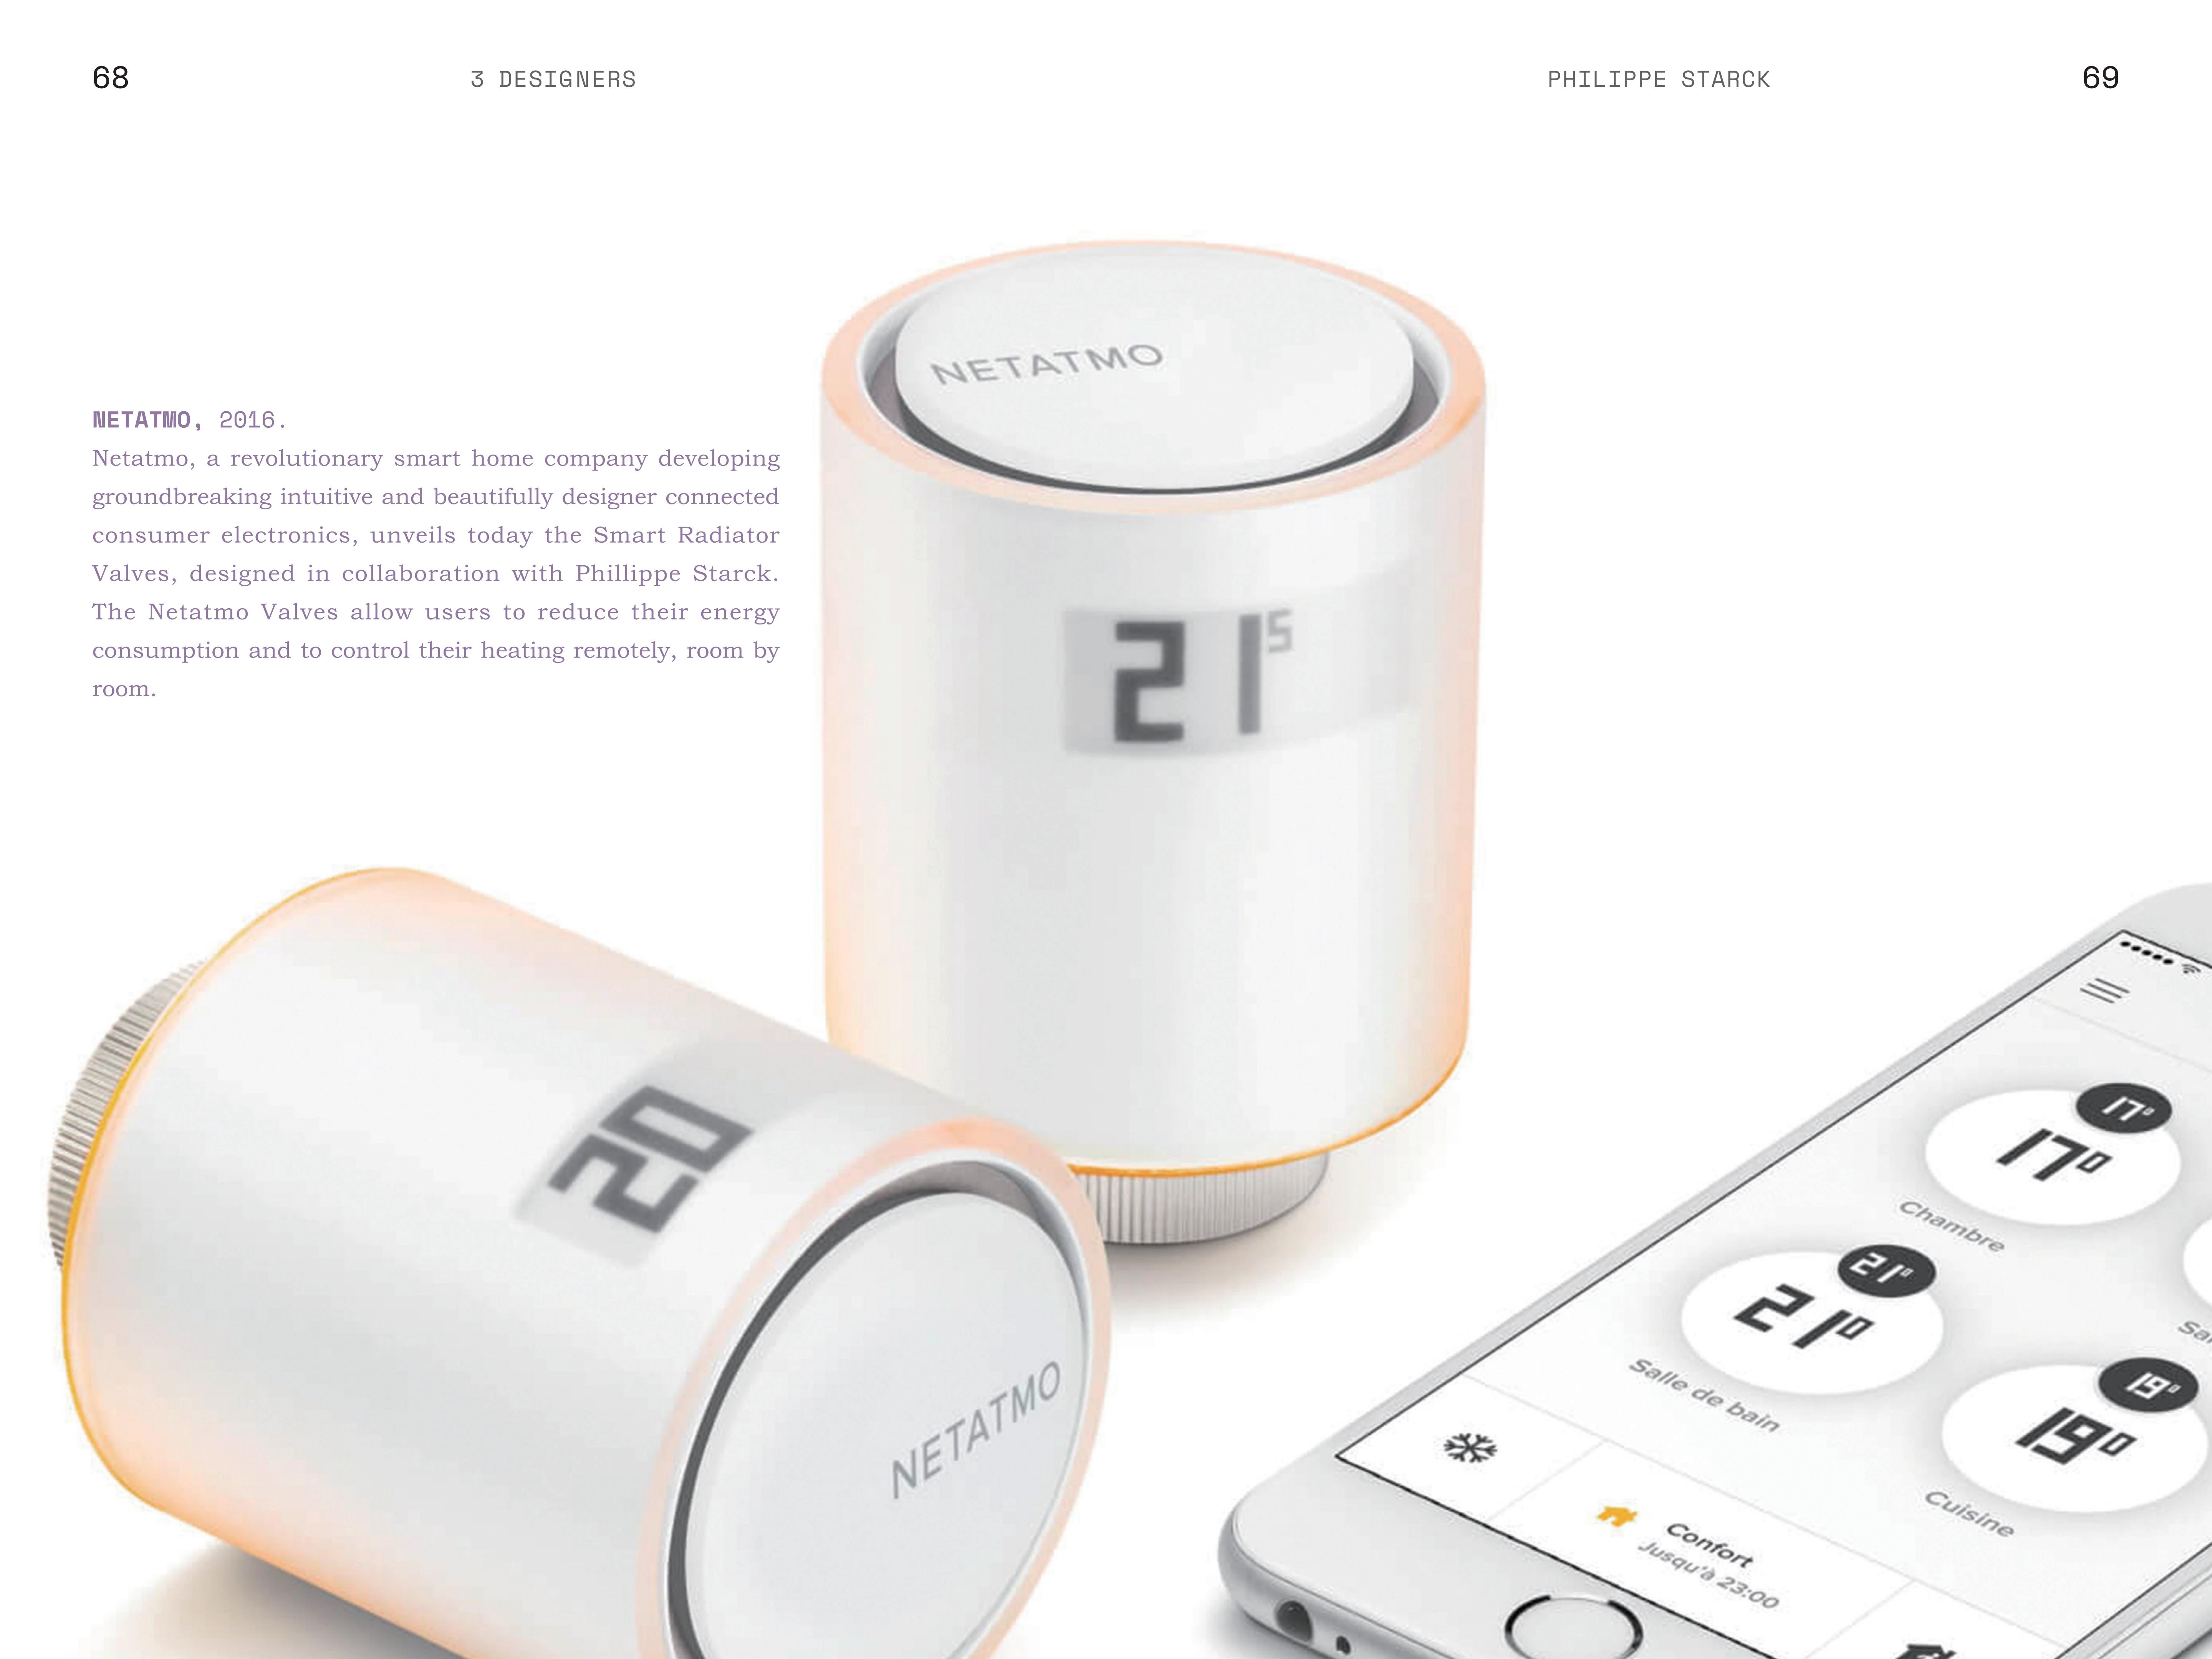 68
3 DESIGNERS
PHILIPPE STARCK
69
NETATMO, 2016.
Netatmo, a revolutionary smart home company developing
groundbreaking intuitive and beautifully designer connected
consumer electronics, unveils today the Smart Radiator
Valves, designed in collaboration with Phillippe Starck.
The Netatmo Valves allow users to reduce their energy
consumption and to control their heating remotely, room by
room.
NETATMO
21⁵
20
NETATMO
17°
17°
Chambre
21°
21°
Salle de bain
19°
19°
Cuisine
Confort
Jusqu'à 23:00